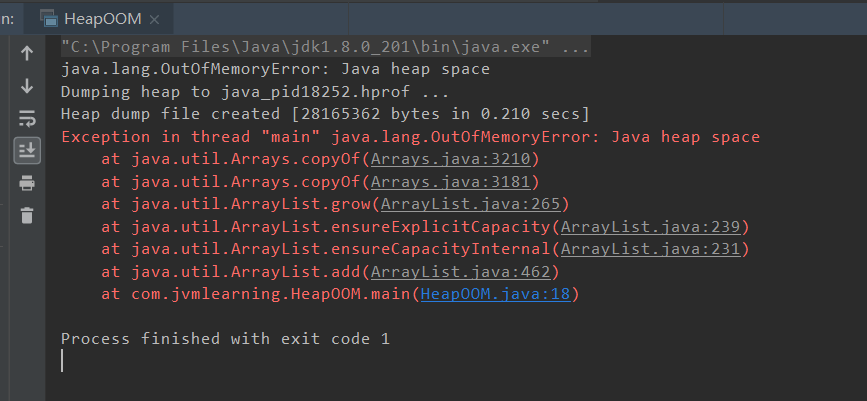 n: HeapOOM
"C:\Program Files\Java\jdk1.8.0_201\bin\java.exe" ...
java.lang.OutOfMemoryError: Java heap space
Dumping heap to java_pid18252.hprof ...
Heap dump file created [28165362 bytes in 0.210 secs]
Exception in thread "main" java.lang.OutOfMemoryError: Java heap space
    at java.util.Arrays.copyOf(Arrays.java:3210)
    at java.util.Arrays.copyOf(Arrays.java:3181)
    at java.util.ArrayList.grow(ArrayList.java:265)
    at java.util.ArrayList.ensureExplicitCapacity(ArrayList.java:239)
    at java.util.ArrayList.ensureCapacityInternal(ArrayList.java:231)
    at java.util.ArrayList.add(ArrayList.java:462)
    at com.jvmlearning.HeapOOM.main(HeapOOM.java:18)
Process finished with exit code 1